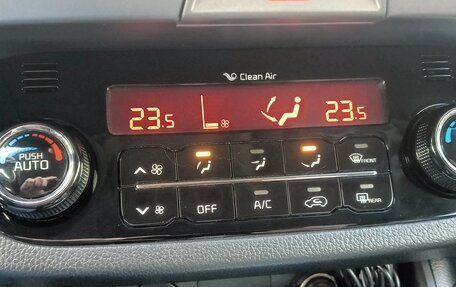 Clean Air
23.5
23.5
PUSH
AUTO
FRONT
OFF
A/C
REAR